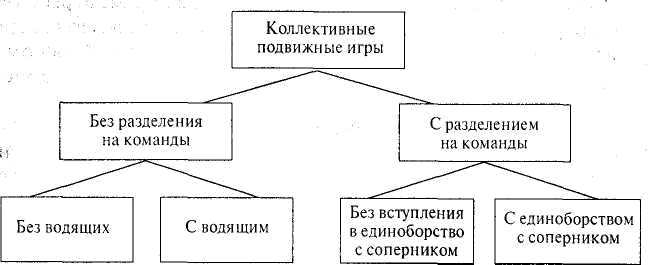 Коллективные
подвижные игры
Без разделения
на команды
С разделением
на команды
Без водящих
С водящим
Без вступления
в единоборство
с соперником
С единоборством
с соперником